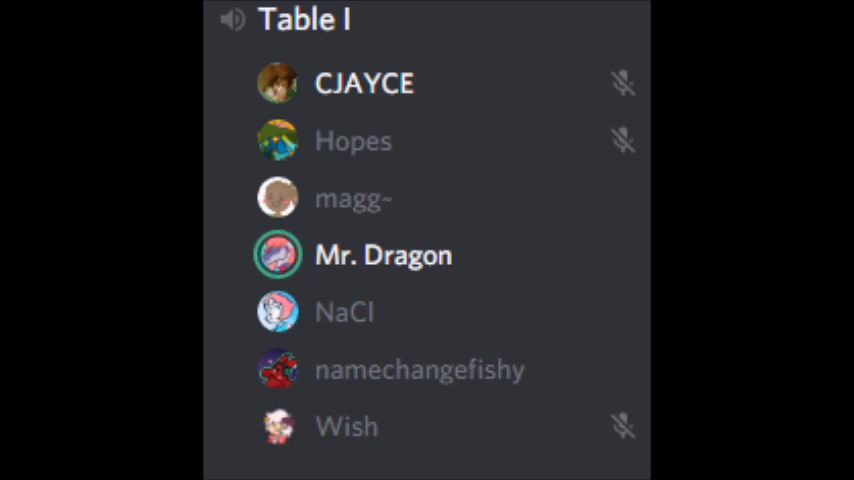 Table I
CJAYCE
Hopes
magg~
Mr. Dragon
NaCl
namechangefishy
Wish